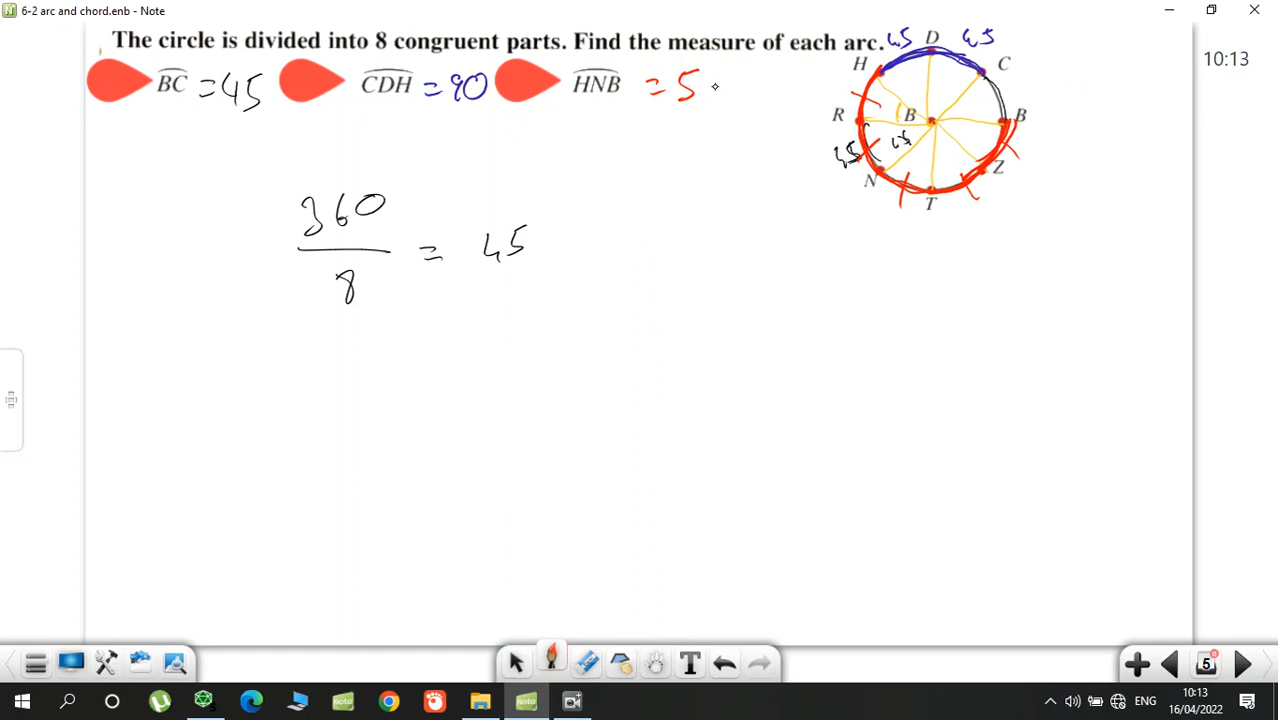 6-2 arc and chord.enb - Note
The circle is divided into 8 congruent parts. Find the measure of each arc.
BC = 45 CDH = 90 HNB = 5
45 D 45
H C
R B B
45 45
N Z
T
360
8
= 45
10:13
5
Note
Note
ENG
10:13
16/04/2022